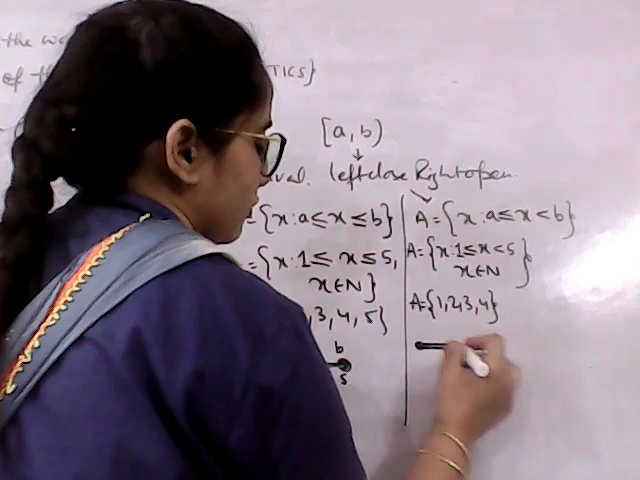 the
of th TICS}
[a, b)
val. left close Right open.
= {x : a ≤ x ≤ b}
A = {x : a ≤ x < b}
= {x : 1 ≤ x ≤ 5,
x ∈ N}
A = {x : 1 ≤ x < 5
x ∈ N}
, 3, 4, 5}
A = {1, 2, 3, 4}
b
5